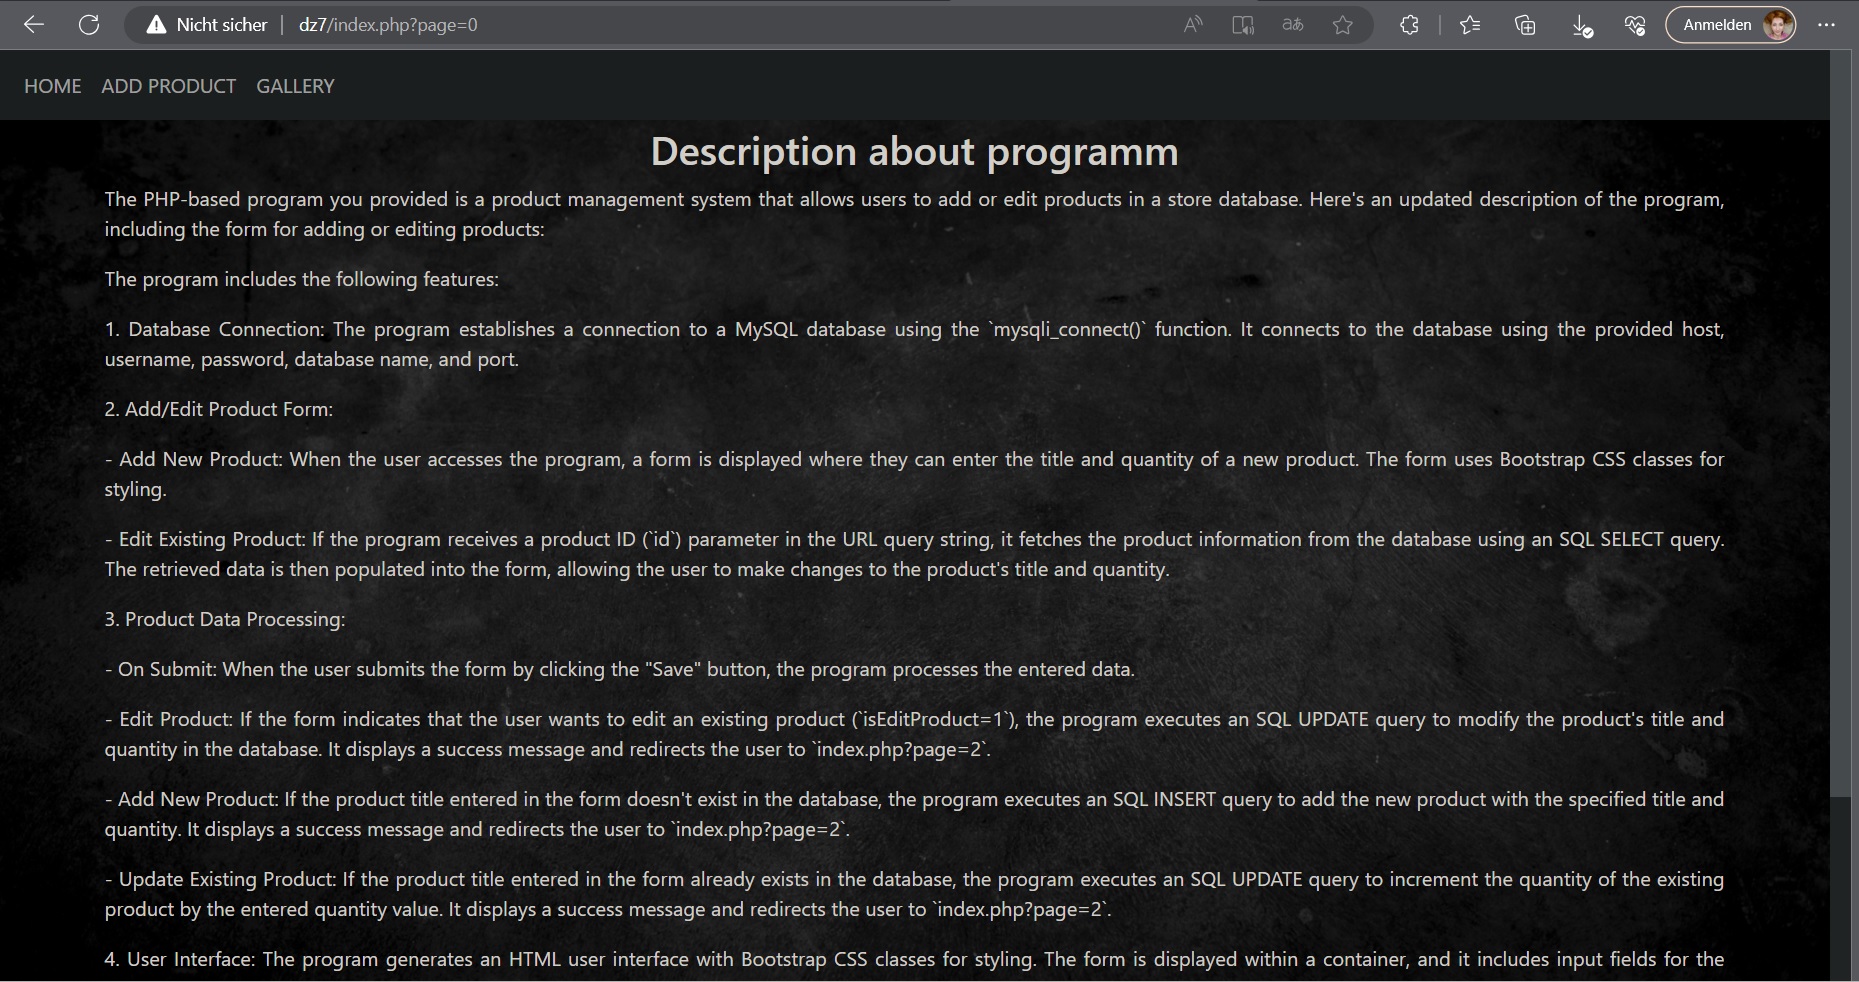 Nicht sicher | dz7/index.php?page=0
Anmelden
HOME ADD PRODUCT GALLERY
Description about programm
The PHP-based program you provided is a product management system that allows users to add or edit products in a store database. Here's an updated description of the program,
including the form for adding or editing products:
The program includes the following features:
1. Database Connection: The program establishes a connection to a MySQL database using the `mysqli_connect()` function. It connects to the database using the provided host,
username, password, database name, and port.
2. Add/Edit Product Form:
- Add New Product: When the user accesses the program, a form is displayed where they can enter the title and quantity of a new product. The form uses Bootstrap CSS classes for
styling.
- Edit Existing Product: If the program receives a product ID (`id`) parameter in the URL query string, it fetches the product information from the database using an SQL SELECT query.
The retrieved data is then populated into the form, allowing the user to make changes to the product's title and quantity.
3. Product Data Processing:
- On Submit: When the user submits the form by clicking the "Save" button, the program processes the entered data.
- Edit Product: If the form indicates that the user wants to edit an existing product (`isEditProduct=1`), the program executes an SQL UPDATE query to modify the product's title and
quantity in the database. It displays a success message and redirects the user to `index.php?page=2`.
- Add New Product: If the product title entered in the form doesn't exist in the database, the program executes an SQL INSERT query to add the new product with the specified title and
quantity. It displays a success message and redirects the user to `index.php?page=2`.
- Update Existing Product: If the product title entered in the form already exists in the database, the program executes an SQL UPDATE query to increment the quantity of the existing
product by the entered quantity value. It displays a success message and redirects the user to `index.php?page=2`.
4. User Interface: The program generates an HTML user interface with Bootstrap CSS classes for styling. The form is displayed within a container, and it includes input fields for the